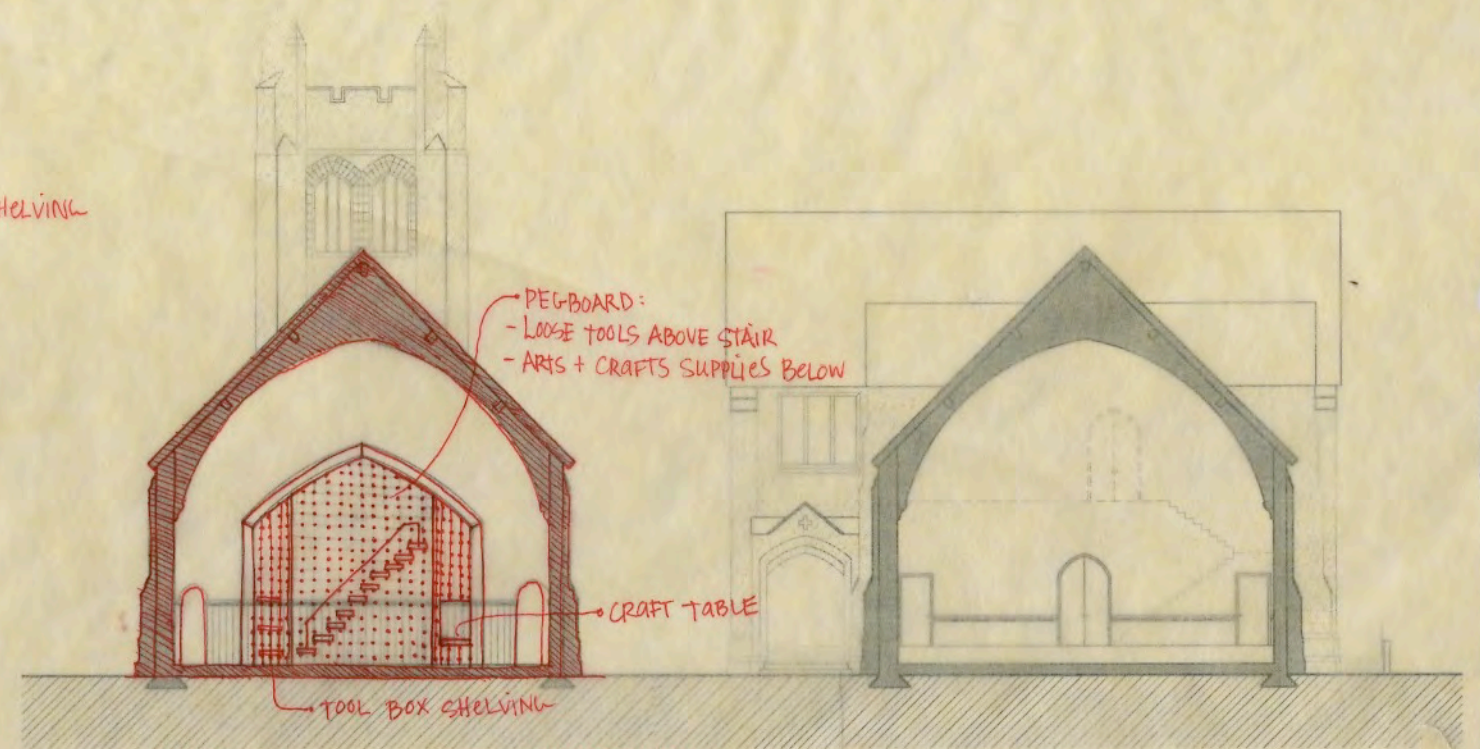 HELVING
PEGBOARD:
- LOOSE TOOLS ABOVE STAIR
- ARTS + CRAFTS SUPPLIES BELOW
CRAFT TABLE
TOOL BOX SHELVING